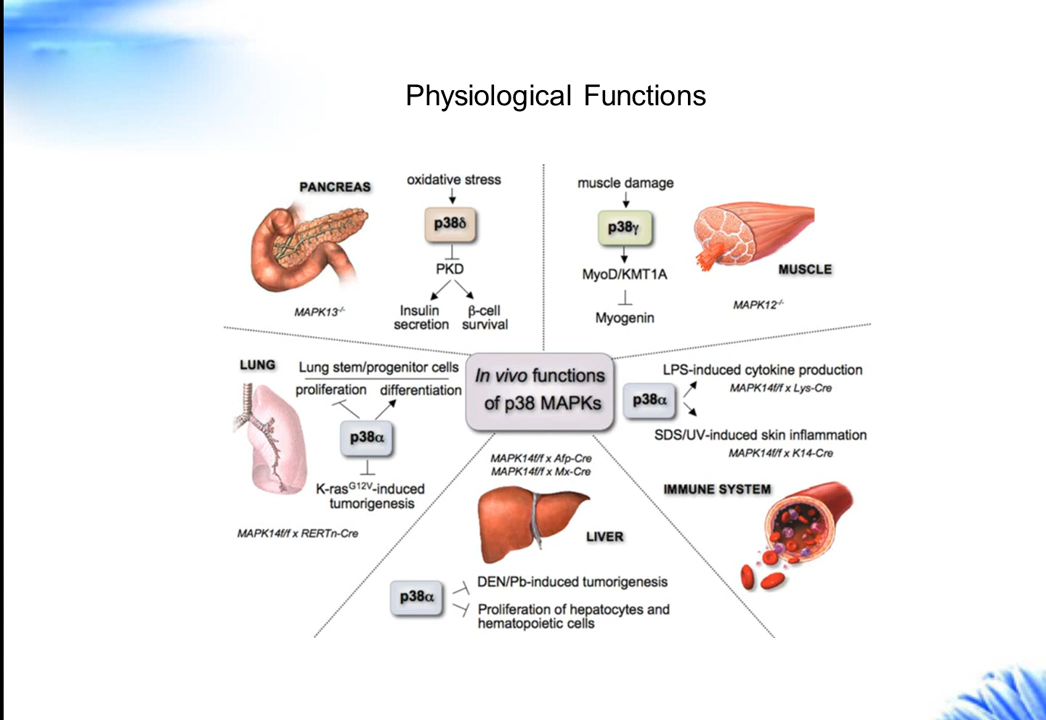 Physiological Functions
PANCREAS
oxidative stress
p38δ
PKD
Insulin
secretion
β-cell
survival
MAPK13-/-
muscle damage
p38γ
MyoD/KMT1A
Myogenin
MUSCLE
MAPK12-/-
LUNG
Lung stem/progenitor cells
proliferation
differentiation
p38α
K-rasG12V-induced
tumorigenesis
MAPK14f/f x RERTn-Cre
In vivo functions
of p38 MAPKs
p38α
LPS-induced cytokine production
MAPK14f/f x Lys-Cre
SDS/UV-induced skin inflammation
MAPK14f/f x K14-Cre
IMMUNE SYSTEM
MAPK14f/f x Afp-Cre
MAPK14f/f x Mx-Cre
LIVER
p38α
DEN/Pb-induced tumorigenesis
Proliferation of hepatocytes and
hematopoietic cells